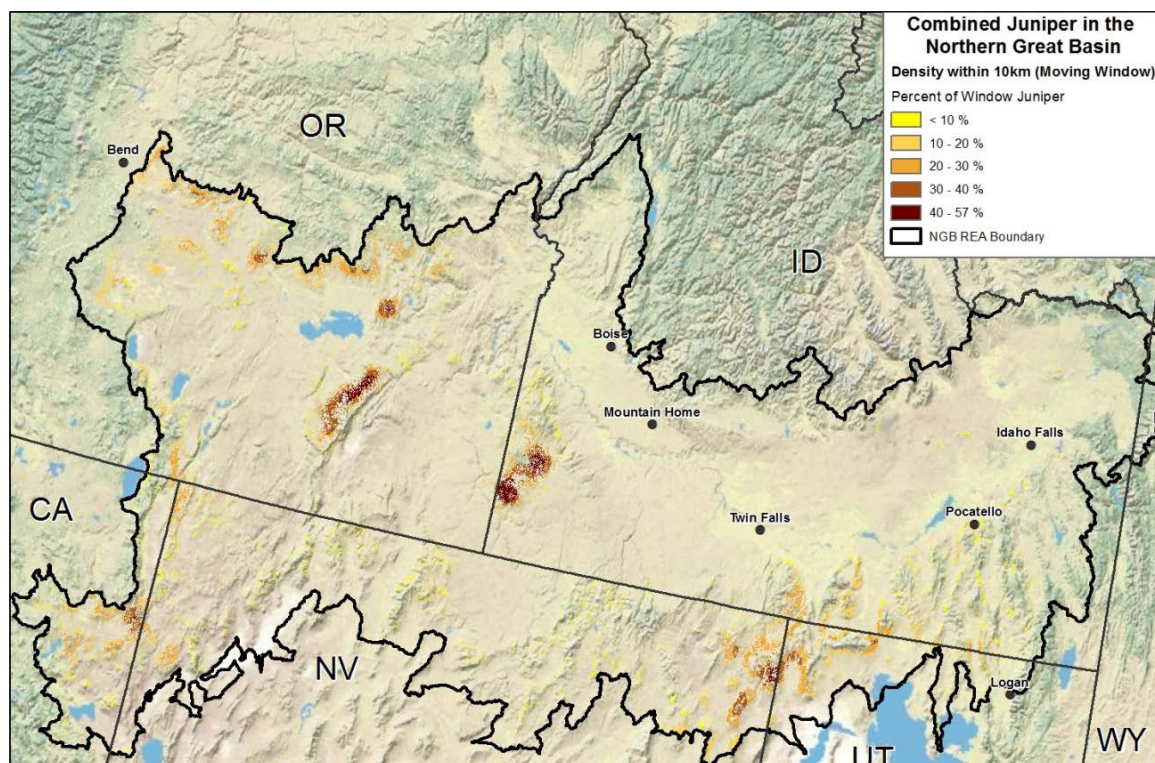 Combined Juniper in the
Northern Great Basin
Density within 10km (Moving Window)
Percent of Window Juniper
< 10 %
10 - 20 %
20 - 30 %
30 - 40 %
40 - 57 %
NGB REA Boundary
OR
Bend
ID
Boise
Mountain Home
Idaho Falls
CA
Twin Falls
Pocatello
NV
Logan
UT
WY